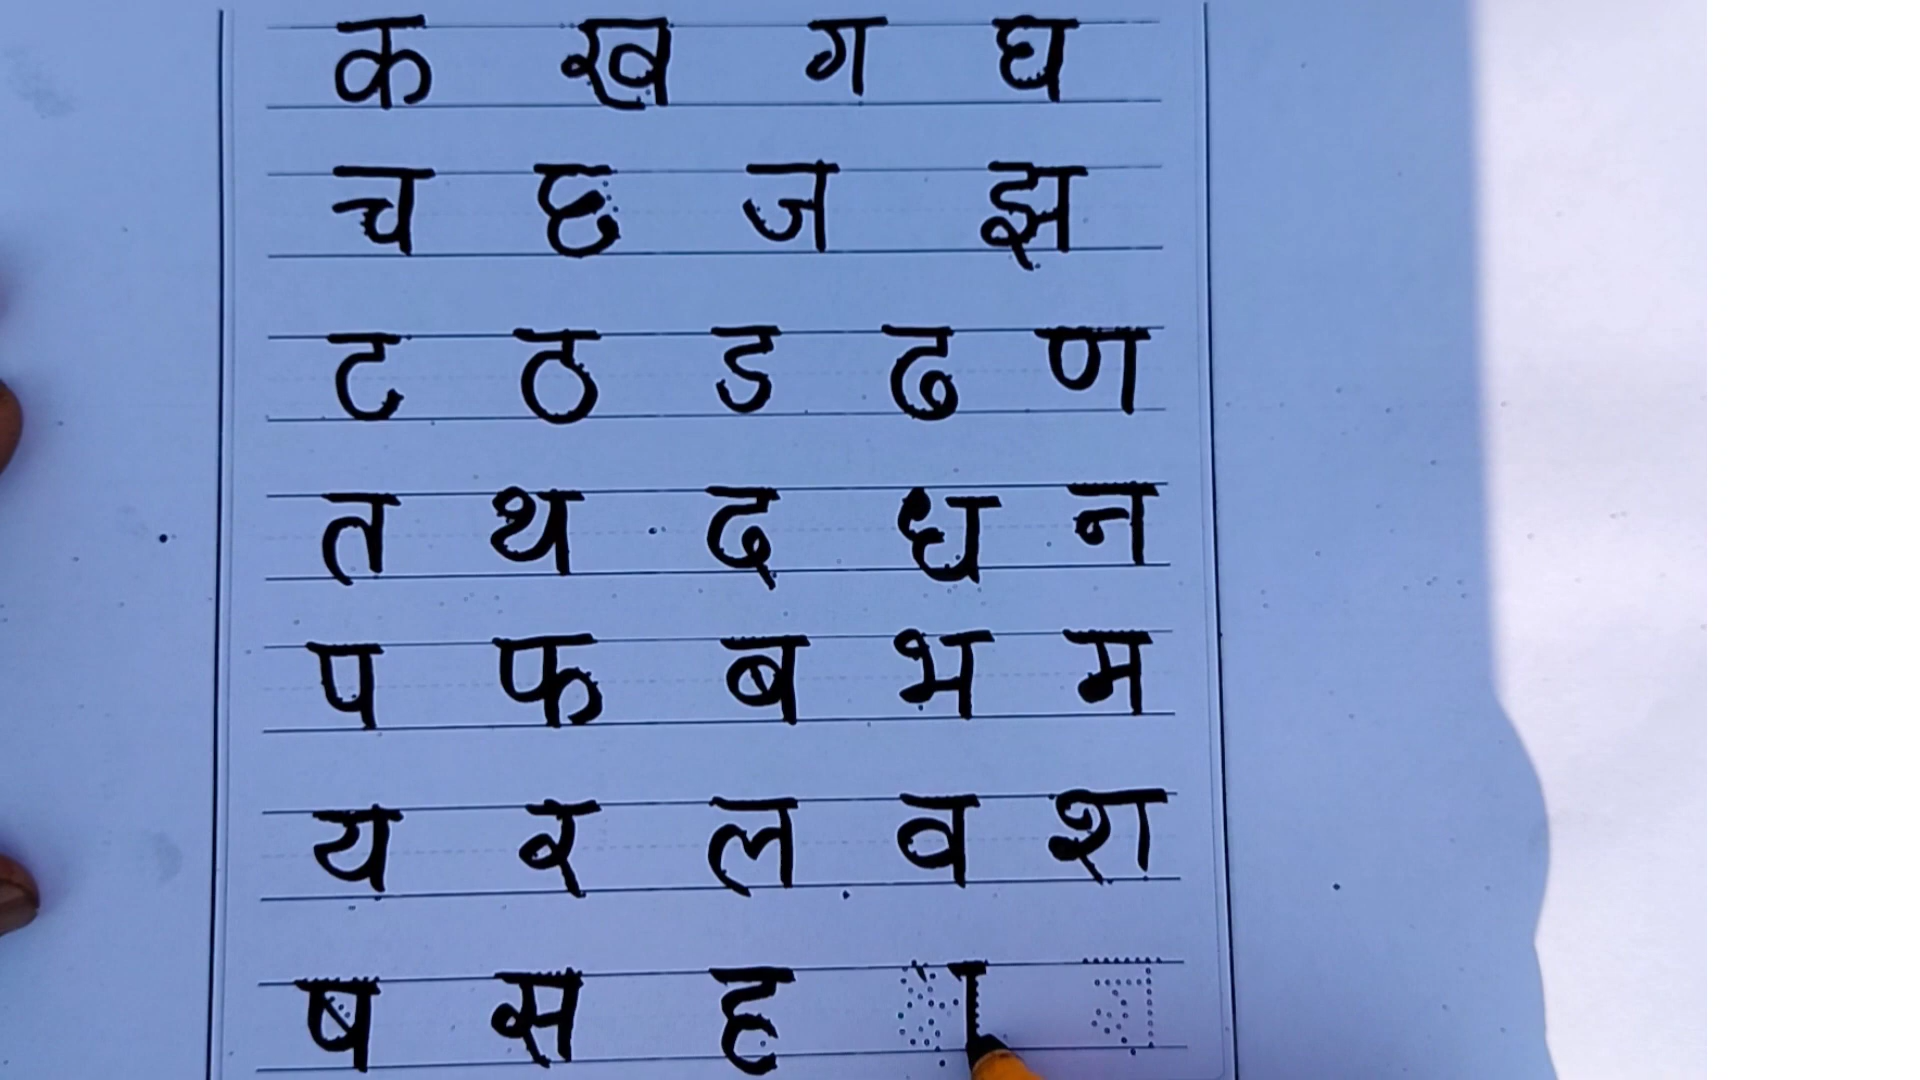 क ख ग घ
च छ ज झ
ट ठ ड ढ ण
त थ द ध न
प फ ब भ म
य र ल व श
ष स ह